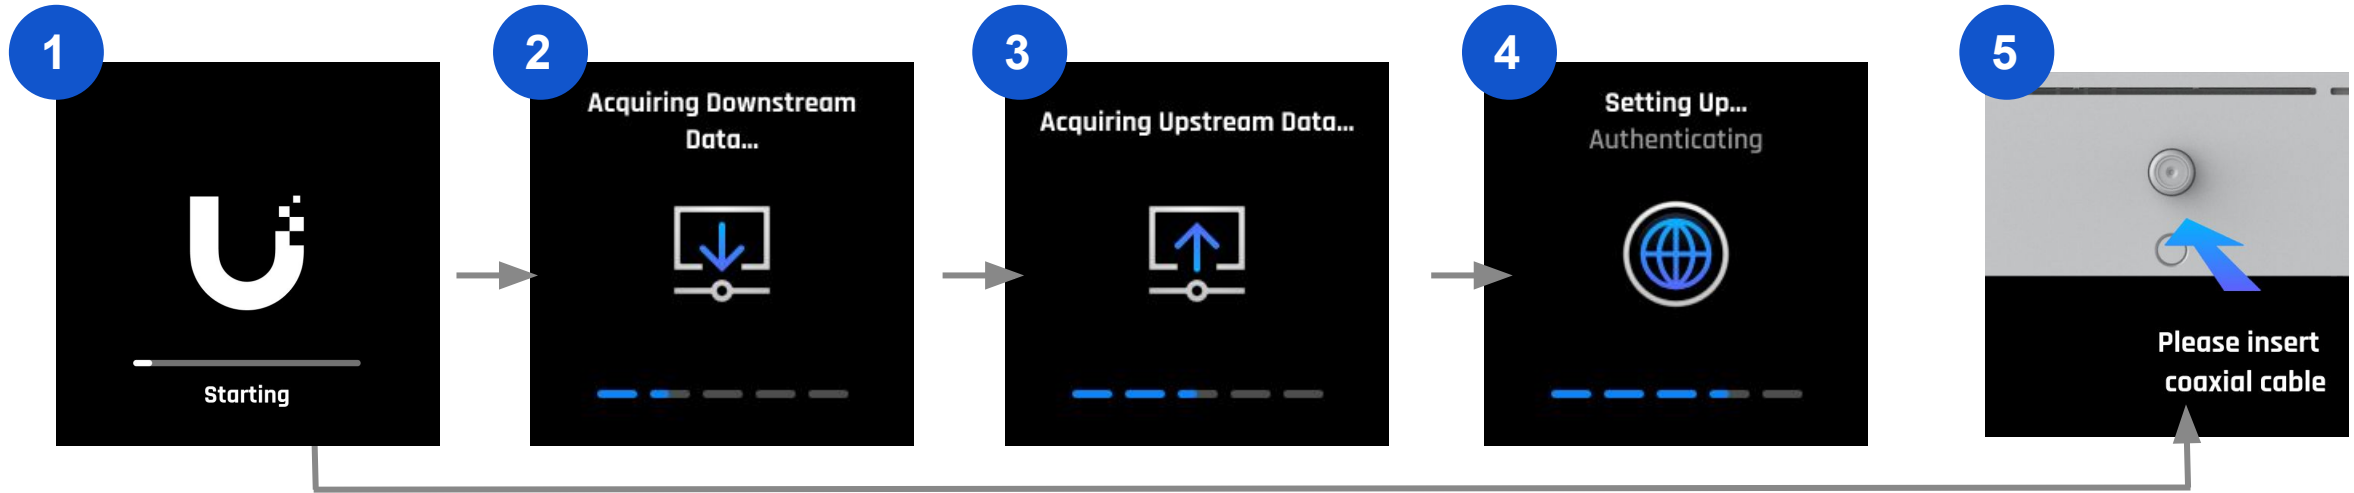 1
2
3
4
5
Starting
Acquiring Downstream
Data...
Acquiring Upstream Data...
Setting Up...
Authenticating
Please insert
coaxial cable